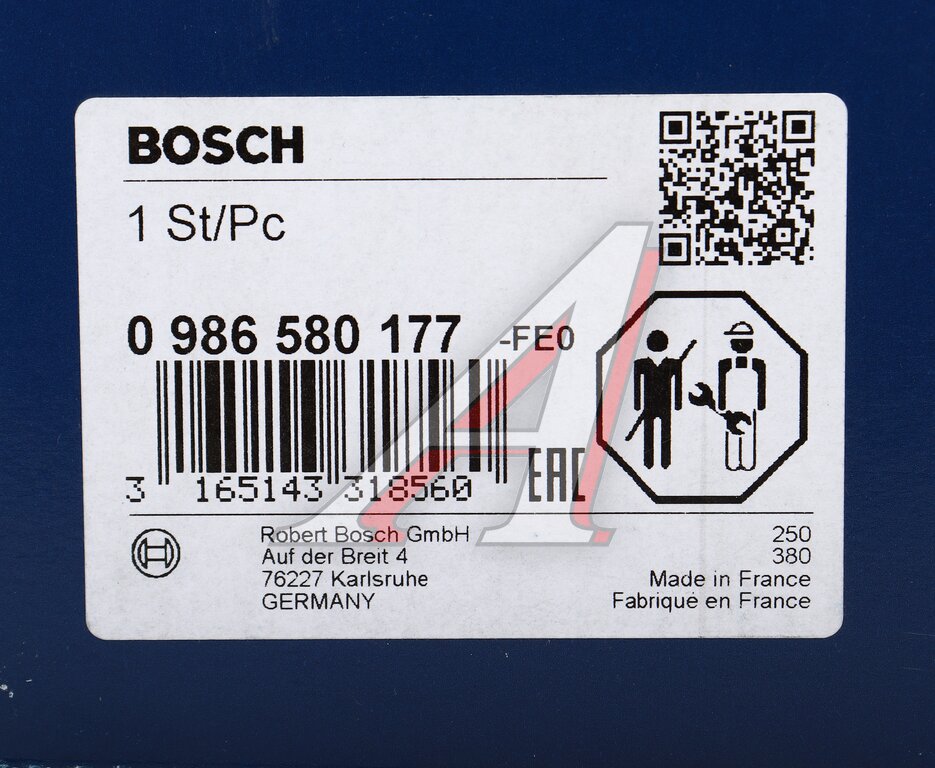 BOSCH
1 St/Pc
0 986 580 177 -FE0
3 165143 318560
EAC
Robert Bosch GmbH
Auf der Breit 4
76227 Karlsruhe
GERMANY
250
380
Made in France
Fabriqué en France